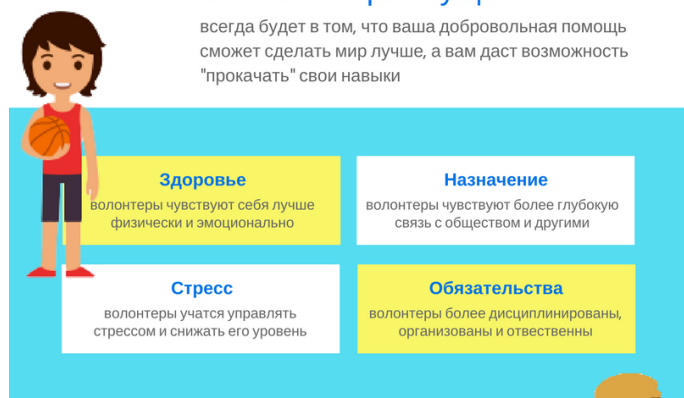 всегда будет в том, что ваша добровольная помощь
сможет сделать мир лучше, а вам даст возможность
"прокачать" свои навыки
Здоровье
волонтеры чувствуют себя лучше
физически и эмоционально
Назначение
волонтеры чувствуют более глубокую
связь с обществом и другими
Стресс
волонтеры учатся управлять
стрессом и снижать его уровень
Обязательства
волонтеры более дисциплинированы,
организованы и отвественны